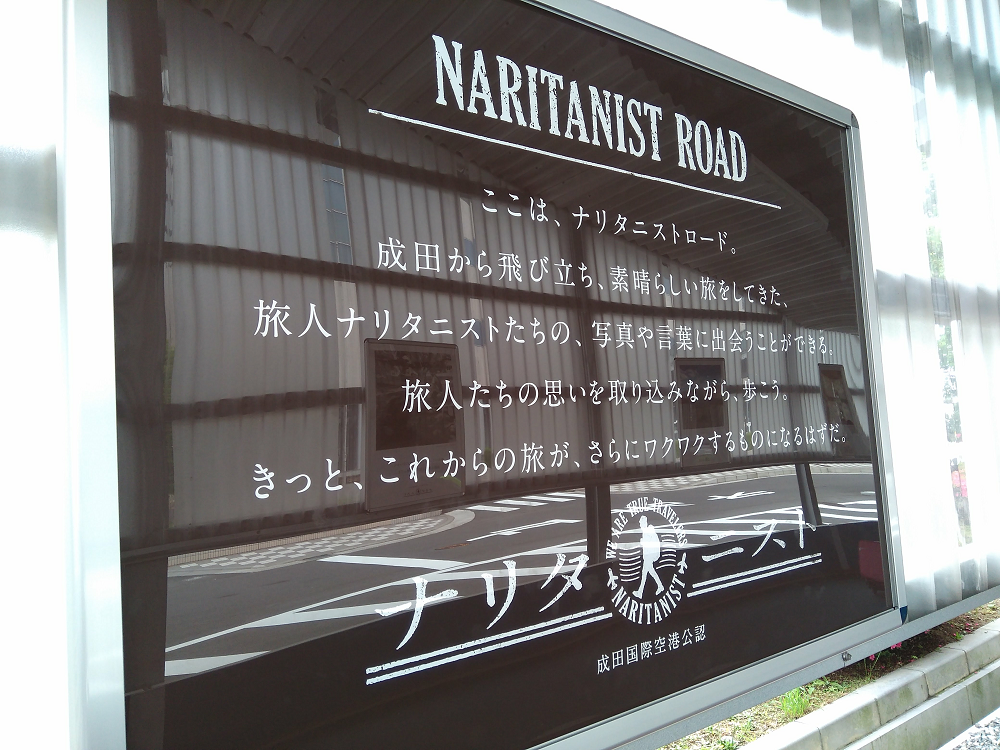 NARITANIST ROAD
ここは、ナリタニストロード。
成田から飛び立ち、素晴らしい旅をしてきた、
旅人ナリタニストたちの、写真や言葉に出会うことができる。
旅人たちの思いを取り込みながら、歩こう。
きっと、これからの旅が、さらにワクワクするものになるはずだ。
ナリタニスト
WE ARE TRUE TRAVELERS
NARITANIST
成田国際空港公認